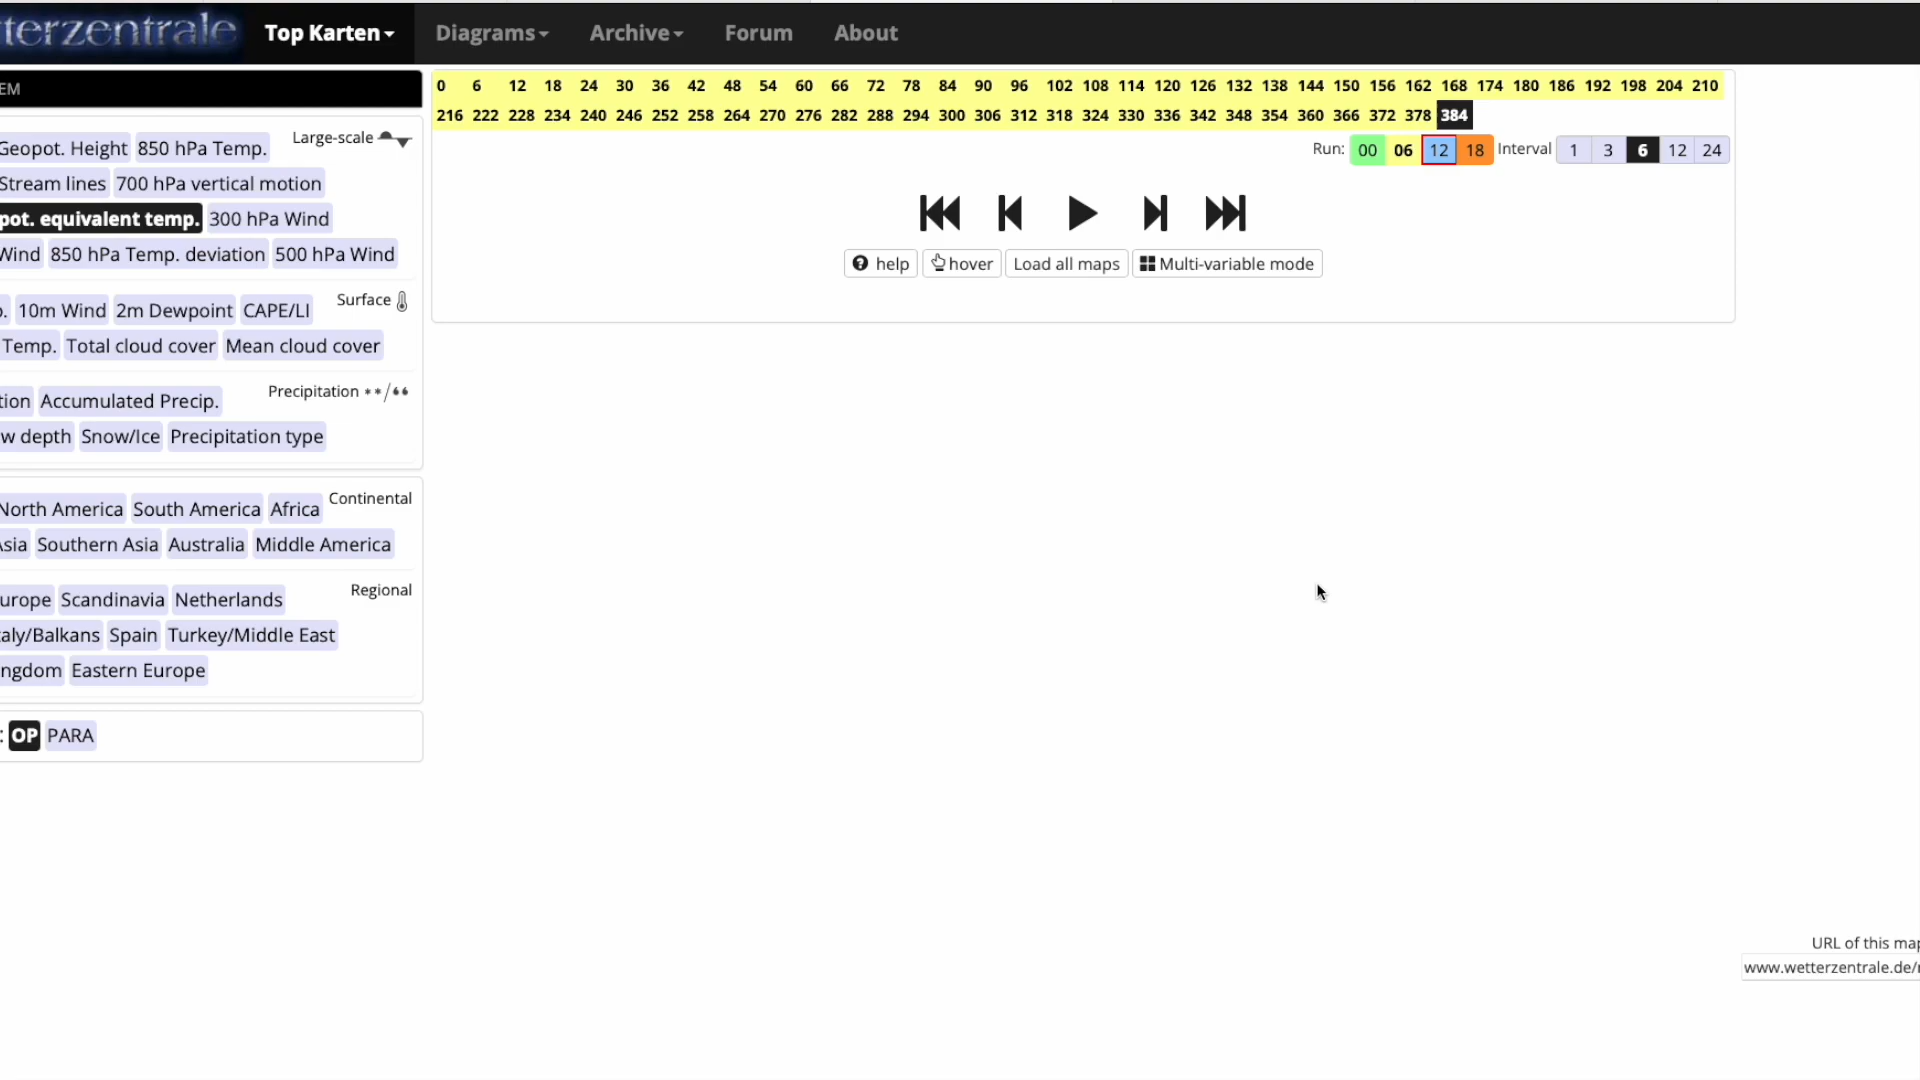 tterzentrale Top Karten Diagrams Archive Forum About
EM
Large-scale
Geopot. Height 850 hPa Temp.
Stream lines 700 hPa vertical motion
pot. equivalent temp. 300 hPa Wind
Wind 850 hPa Temp. deviation 500 hPa Wind
Surface
p. 10m Wind 2m Dewpoint CAPE/LI
Temp. Total cloud cover Mean cloud cover
Precipitation **/
tion Accumulated Precip.
w depth Snow/Ice Precipitation type
Continental
North America South America Africa
Asia Southern Asia Australia Middle America
Regional
urope Scandinavia Netherlands
taly/Balkans Spain Turkey/Middle East
ngdom Eastern Europe
: OP PARA
0 6 12 18 24 30 36 42 48 54 60 66 72 78 84 90 96 102 108 114 120 126 132 138 144 150 156 162 168 174 180 186 192 198 204 210
216 222 228 234 240 246 252 258 264 270 276 282 288 294 300 306 312 318 324 330 336 342 348 354 360 366 372 378 384
Run: 00 06 12 18 Interval 1 3 6 12 24
help hover Load all maps Multi-variable mode
URL of this map
www.wetterzentrale.de/